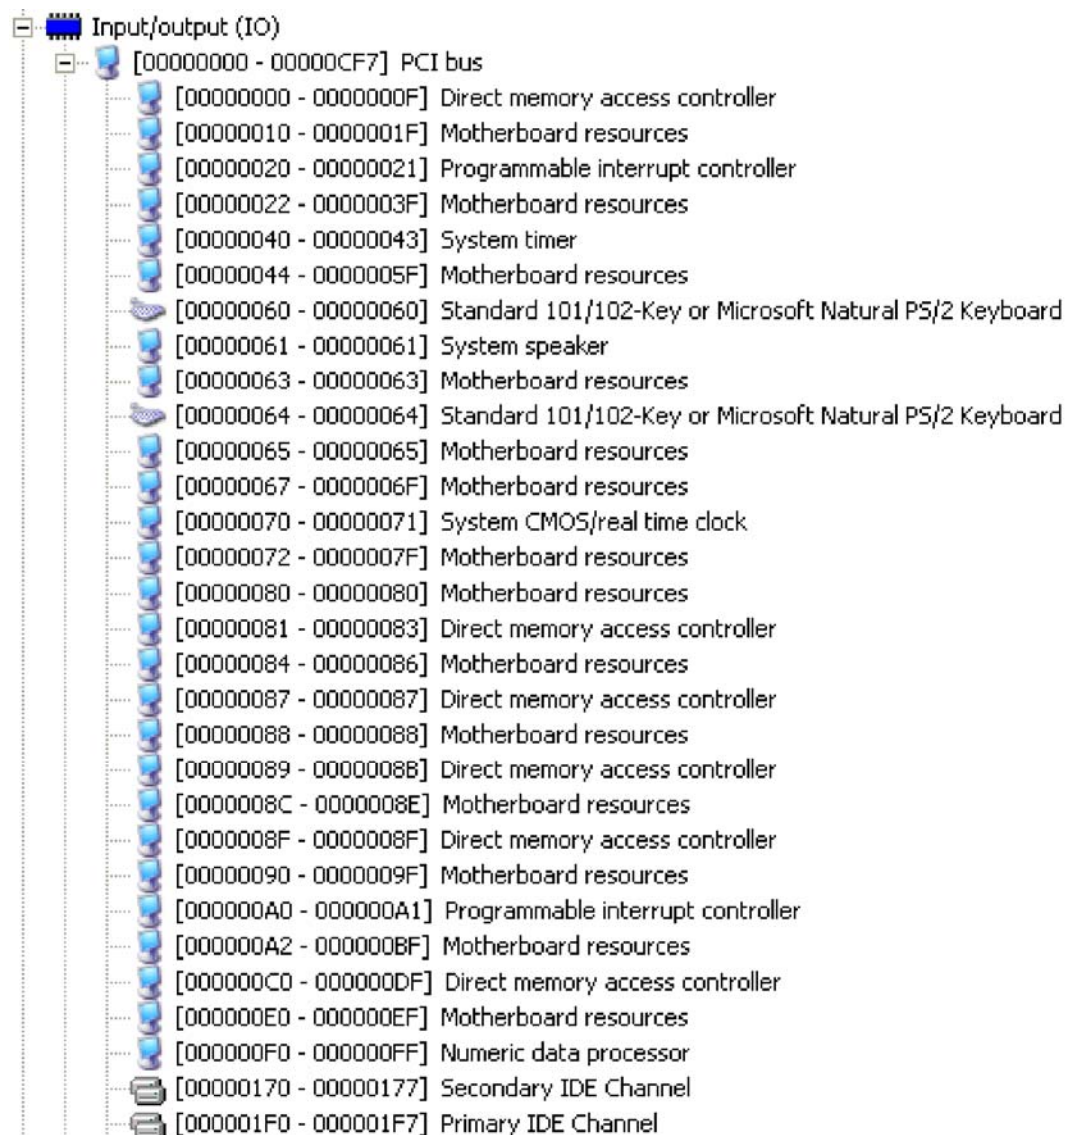 Input/output (IO)
[00000000 - 00000CF7] PCI bus
[00000000 - 0000000F] Direct memory access controller
[00000010 - 0000001F] Motherboard resources
[00000020 - 00000021] Programmable interrupt controller
[00000022 - 0000003F] Motherboard resources
[00000040 - 00000043] System timer
[00000044 - 0000005F] Motherboard resources
[00000060 - 00000060] Standard 101/102-Key or Microsoft Natural PS/2 Keyboard
[00000061 - 00000061] System speaker
[00000063 - 00000063] Motherboard resources
[00000064 - 00000064] Standard 101/102-Key or Microsoft Natural PS/2 Keyboard
[00000065 - 00000065] Motherboard resources
[00000067 - 0000006F] Motherboard resources
[00000070 - 00000071] System CMOS/real time clock
[00000072 - 0000007F] Motherboard resources
[00000080 - 00000080] Motherboard resources
[00000081 - 00000083] Direct memory access controller
[00000084 - 00000086] Motherboard resources
[00000087 - 00000087] Direct memory access controller
[00000088 - 00000088] Motherboard resources
[00000089 - 0000008B] Direct memory access controller
[0000008C - 0000008E] Motherboard resources
[0000008F - 0000008F] Direct memory access controller
[00000090 - 0000009F] Motherboard resources
[000000A0 - 000000A1] Programmable interrupt controller
[000000A2 - 000000BF] Motherboard resources
[000000C0 - 000000DF] Direct memory access controller
[000000E0 - 000000EF] Motherboard resources
[000000F0 - 000000FF] Numeric data processor
[00000170 - 00000177] Secondary IDE Channel
[000001F0 - 000001F7] Primary IDE Channel